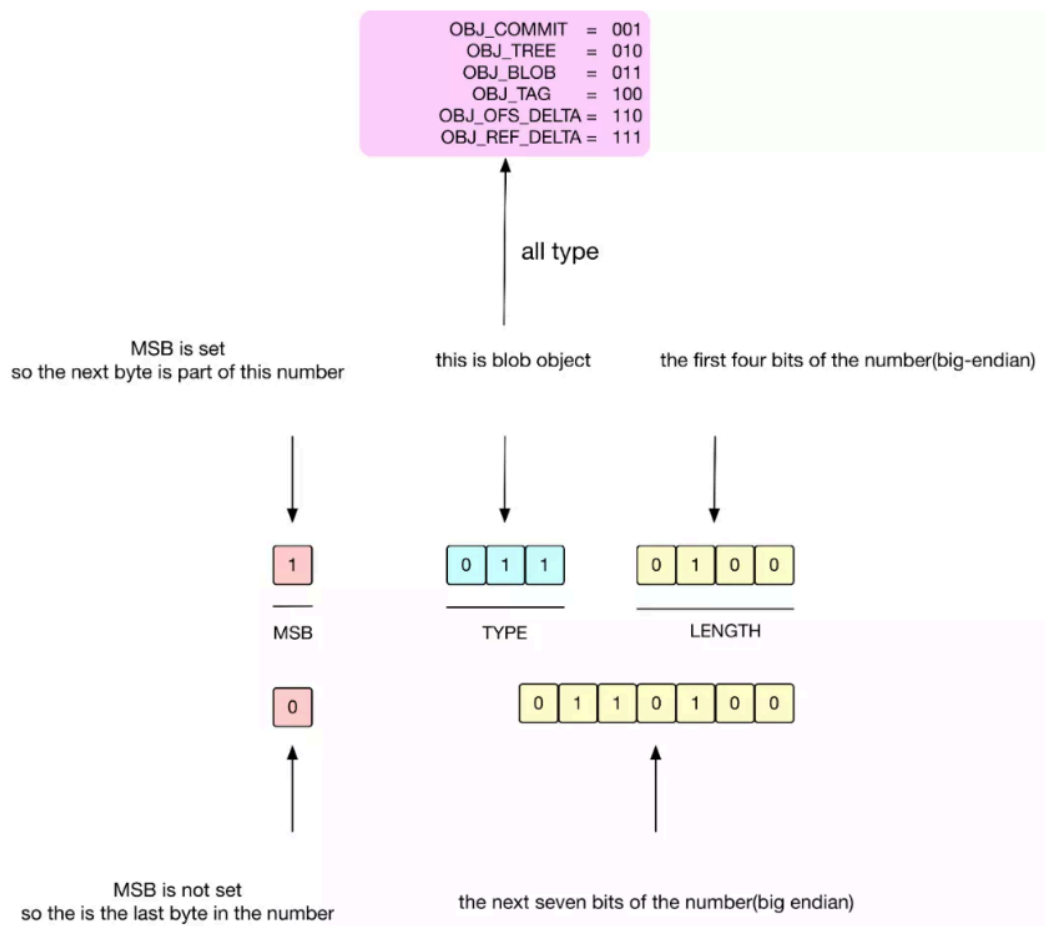 OBJ_COMMIT = 001
OBJ_TREE = 010
OBJ_BLOB = 011
OBJ_TAG = 100
OBJ_OFS_DELTA = 110
OBJ_REF_DELTA = 111
all type
MSB is set
so the next byte is part of this number
this is blob object
the first four bits of the number(big-endian)
1
0 1 1
0 1 0 0
MSB
TYPE
LENGTH
0
0 1 1 0 1 0 0
MSB is not set
so the is the last byte in the number
the next seven bits of the number(big endian)